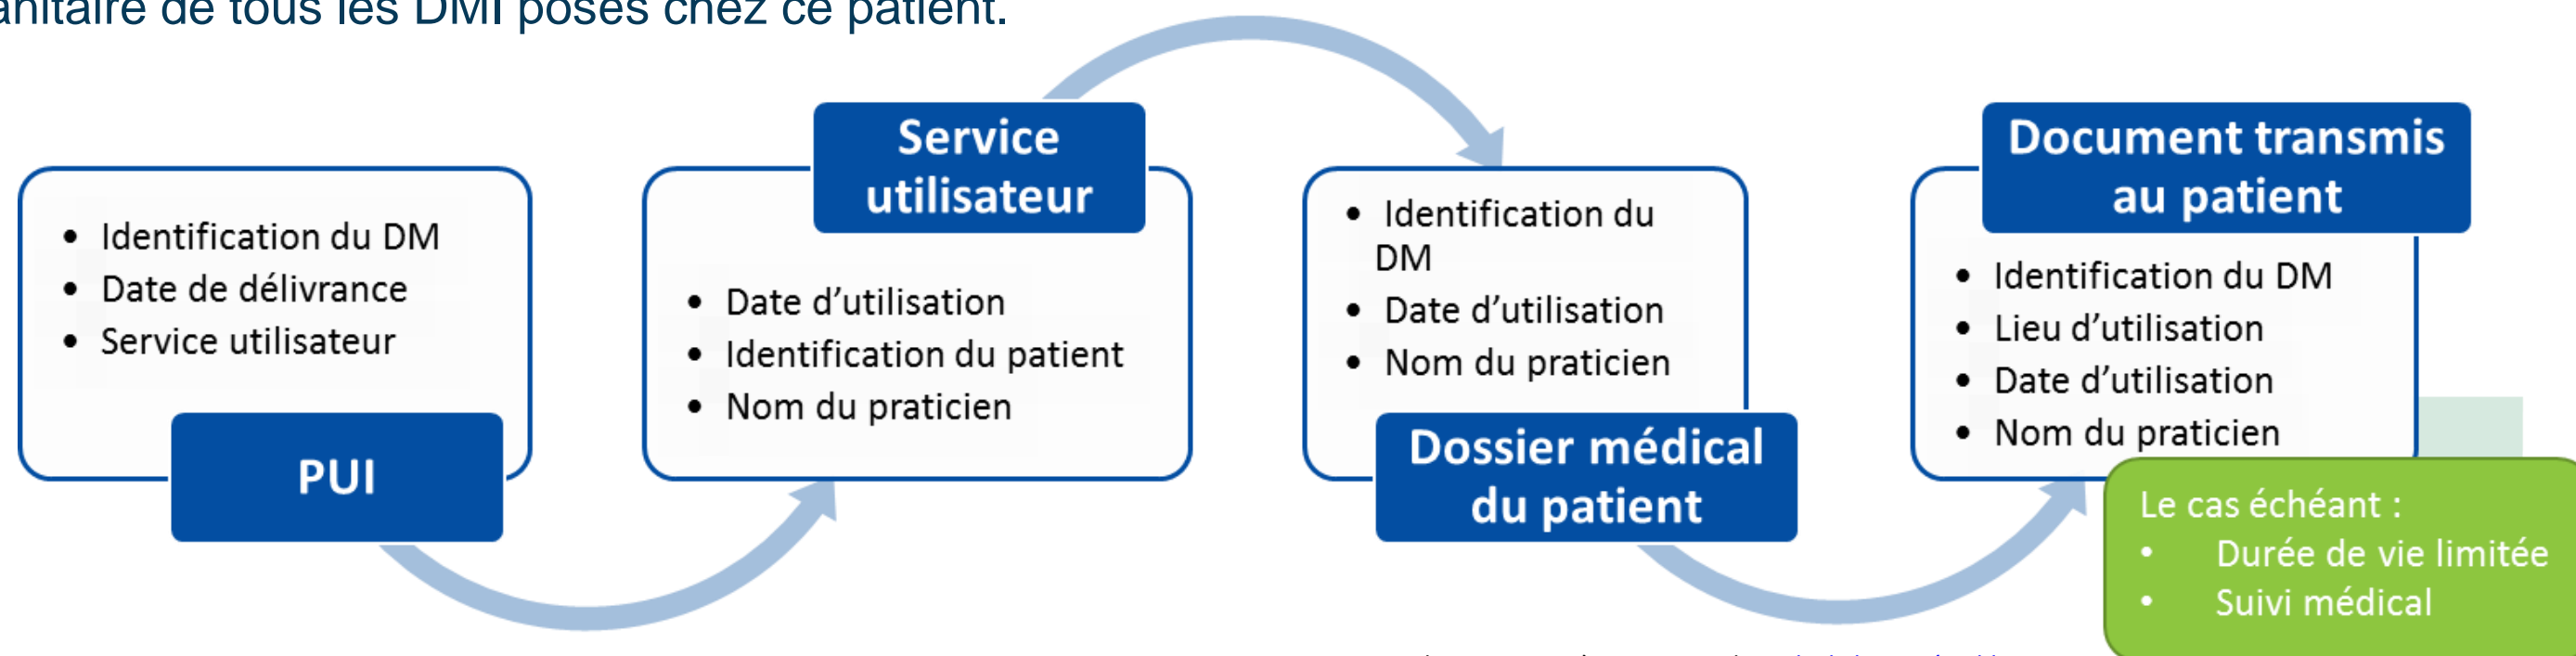 anitaire de tous les DMI posés chez ce patient.
• Identification du DM
• Date de délivrance
• Service utilisateur
PUI
Service
utilisateur
• Date d’utilisation
• Identification du patient
• Nom du praticien
• Identification du
DM
• Date d’utilisation
• Nom du praticien
Dossier médical
du patient
Document transmis
au patient
• Identification du DM
• Lieu d’utilisation
• Date d’utilisation
• Nom du praticien
Le cas échéant :
• Durée de vie limitée
• Suivi médical